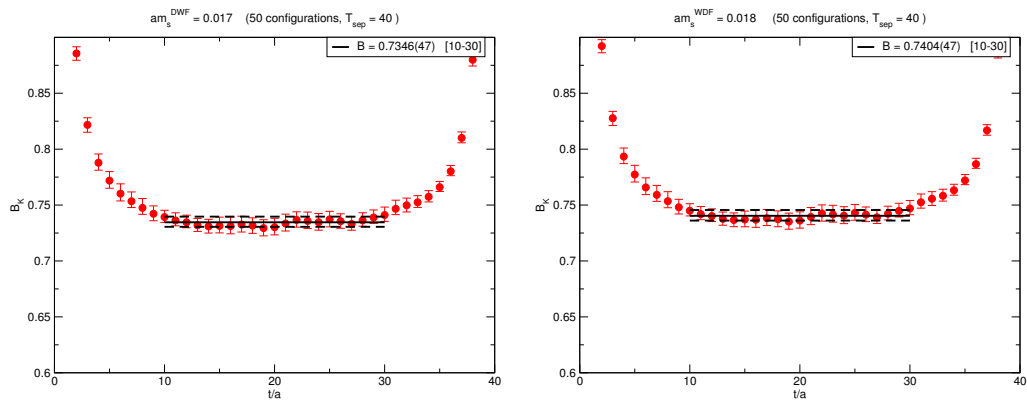 am_s^DWF = 0.017 (50 configurations, T_sep = 40 )
B = 0.7346(47) [10-30]
0.85
0.8
0.75
0.7
0.65
0.6
B_K
0 10 20 30 40
t/a
am_s^WDF = 0.018 (50 configurations, T_sep = 40 )
B = 0.7404(47) [10-30]
0.85
0.8
0.75
0.7
0.65
0.6
B_K
0 10 20 30 40
t/a